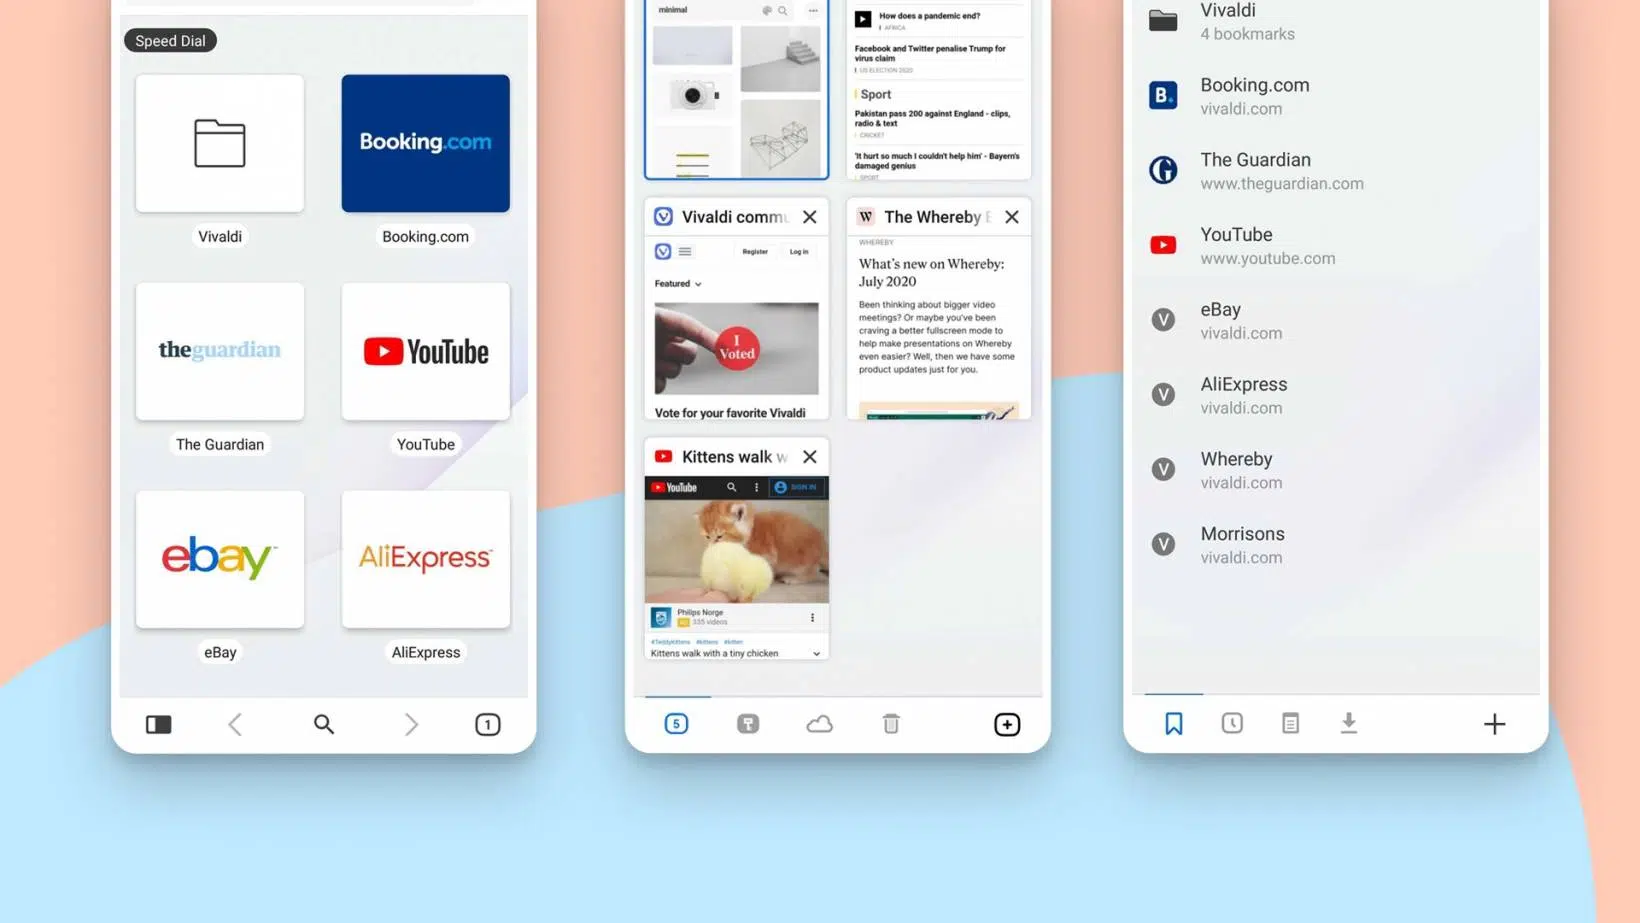 Speed Dial
Booking.com
Vivaldi
Booking.com
theguardian
YouTube
The Guardian
YouTube
ebay
AliExpress
eBay
AliExpress
1
minimal
How does a pandemic end?
AFRICA
Facebook and Twitter penalise Trump for
virus claim
US ELECTION 2020
Sport
Pakistan pass 200 against England - clips,
radio & text
CRICKET
'It hurt so much I couldn't help him' - Bayern's
damaged genius
SPORT
Vivaldi commu
Register
Log in
Featured
I
Voted
Vote for your favorite Vivaldi
W
The Whereby
WHEREBY
What's new on Whereby:
July 2020
Been thinking about bigger video
meetings? Or maybe you've been
craving a better fullscreen mode to
help make presentations on Whereby
even easier? Well, then we have some
product updates just for you.
Kittens walk w
YouTube
SIGN IN
Philips Norge
335 videos
#TeddyKittens #kittens #kitten
Kittens walk with a tiny chicken
5
Vivaldi
4 bookmarks
B.
Booking.com
vivaldi.com
G
The Guardian
www.theguardian.com
YouTube
www.youtube.com
V
eBay
vivaldi.com
V
AliExpress
vivaldi.com
V
Whereby
vivaldi.com
V
Morrisons
vivaldi.com